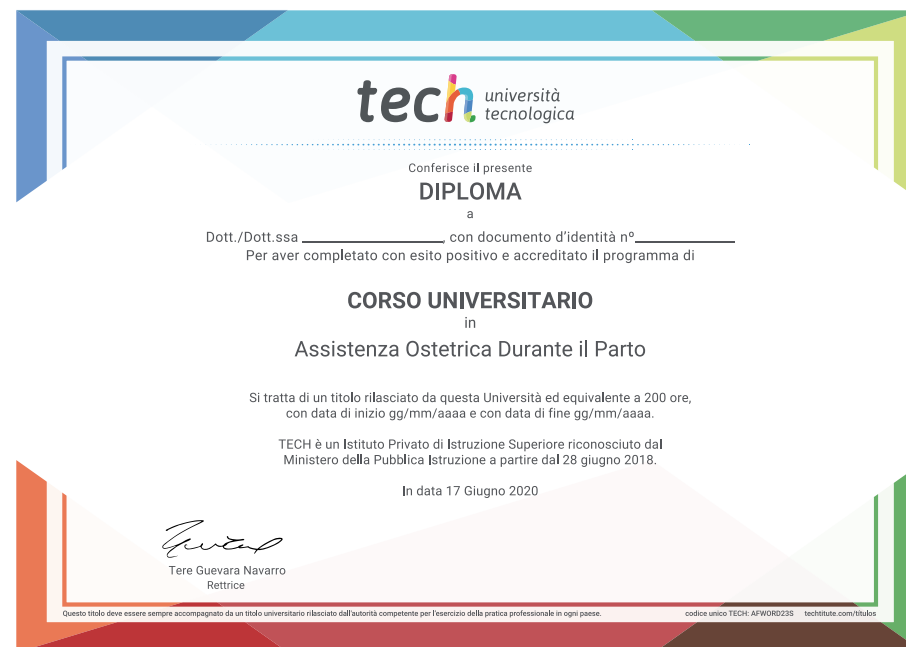 tech università
tecnologica
Conferisce il presente
DIPLOMA
a
Dott./Dott.ssa ________________, con documento d'identità nº____________
Per aver completato con esito positivo e accreditato il programma di
CORSO UNIVERSITARIO
in
Assistenza Ostetrica Durante il Parto
Si tratta di un titolo rilasciato da questa Università ed equivalente a 200 ore,
con data di inizio gg/mm/aaaa e con data di fine gg/mm/aaaa.
TECH è un Istituto Privato di Istruzione Superiore riconosciuto dal
Ministero della Pubblica Istruzione a partire dal 28 giugno 2018.
In data 17 Giugno 2020
Tere Guevara Navarro
Rettrice
Questo titolo deve essere sempre accompagnato da un titolo universitario rilasciato dall'autorità competente per l'esercizio della pratica professionale in ogni paese. codice unico TECH: AFWORD23S techtitute.com/titulos